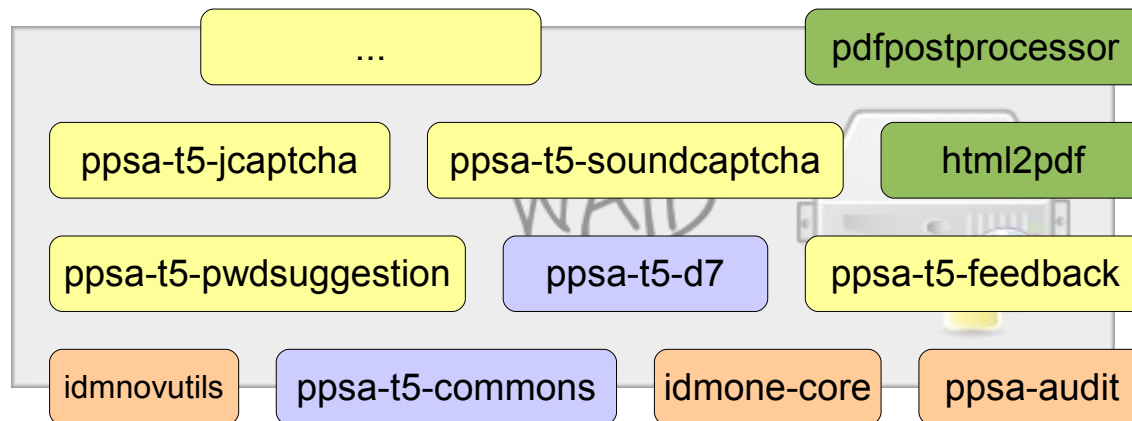 ...
pdfpostprocessor
ppsa-t5-jcaptcha
ppsa-t5-soundcaptcha
html2pdf
WAID
ppsa-t5-pwdsuggestion
ppsa-t5-d7
ppsa-t5-feedback
idmnovutils
ppsa-t5-commons
idmone-core
ppsa-audit